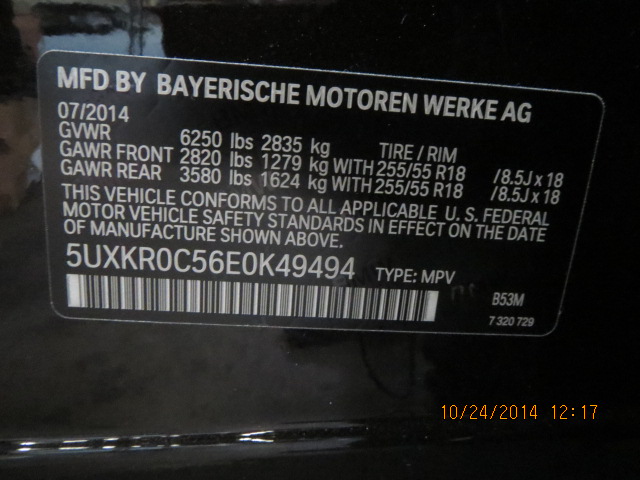 MFD BY BAYERISCHE MOTOREN WERKE AG
07/2014
GVWR 6250 lbs 2835 kg TIRE / RIM
GAWR FRONT 2820 lbs 1279 kg WITH 255/55 R18 /8.5J x 18
GAWR REAR 3580 lbs 1624 kg WITH 255/55 R18 /8.5J x 18
THIS VEHICLE CONFORMS TO ALL APPLICABLE U. S. FEDERAL
MOTOR VEHICLE SAFETY STANDARDS IN EFFECT ON THE DATE
OF MANUFACTURE SHOWN ABOVE.
5UXKR0C56E0K49494 TYPE: MPV
B53M
7 320 729
10/24/2014 12:17